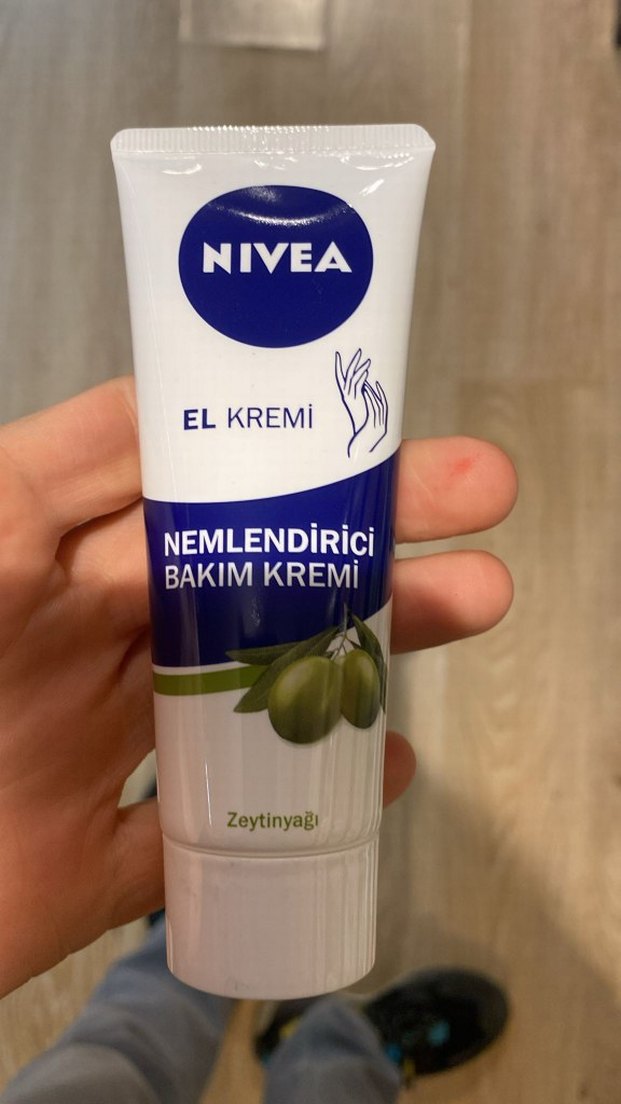 NIVEA
EL KREMİ
NEMLENDİRİCİ
BAKIM KREMİ
Zeytinyağı